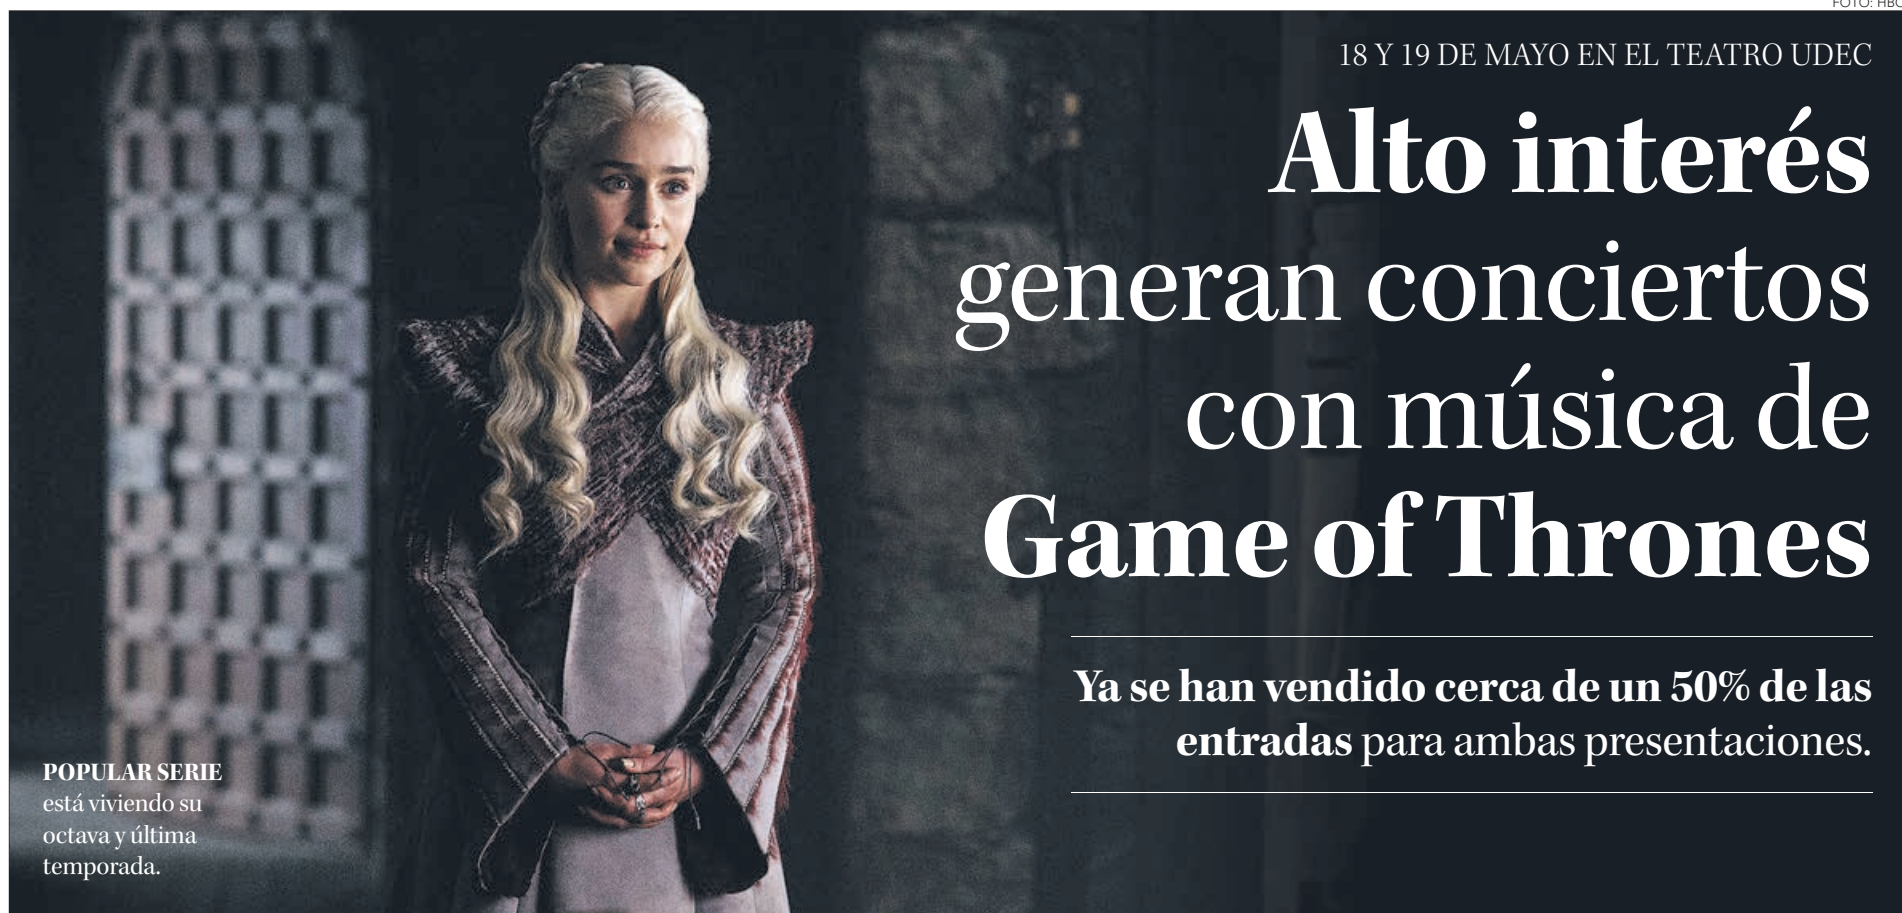 FOTO: HBO
18 Y 19 DE MAYO EN EL TEATRO UDEC
Alto interés
generan conciertos
con música de
Game of Thrones
Ya se han vendido cerca de un 50% de las
entradas para ambas presentaciones.
POPULAR SERIE
está viviendo su
octava y última
temporada.